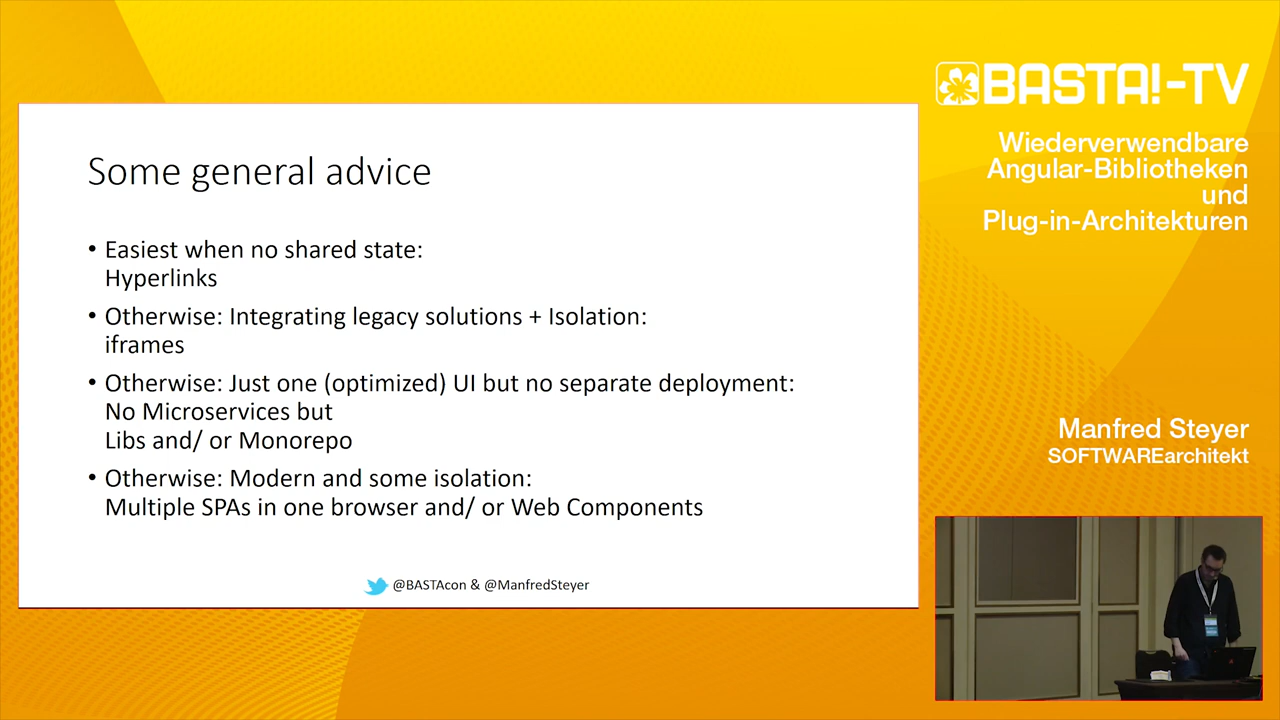 BASTA!-TV
Wiederverwendbare
Angular-Bibliotheken
und
Plug-in-Architekturen
Some general advice
• Easiest when no shared state:
Hyperlinks
• Otherwise: Integrating legacy solutions + Isolation:
iframes
• Otherwise: Just one (optimized) UI but no separate deployment:
No Microservices but
Libs and/ or Monorepo
• Otherwise: Modern and some isolation:
Multiple SPAs in one browser and/ or Web Components
@BASTAcon & @ManfredSteyer
Manfred Steyer
SOFTWAREarchitekt